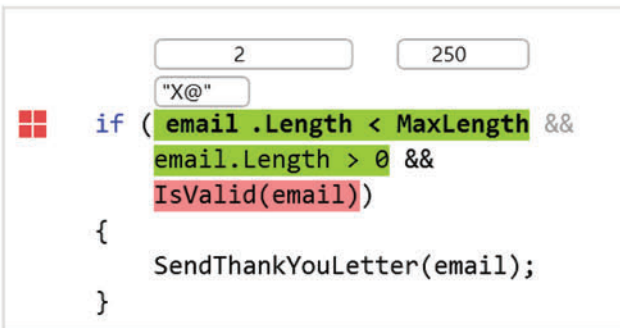 2 250
"X@"
if ( email .Length < MaxLength &&
email.Length > 0 &&
IsValid(email))
{
SendThankYouLetter(email);
}